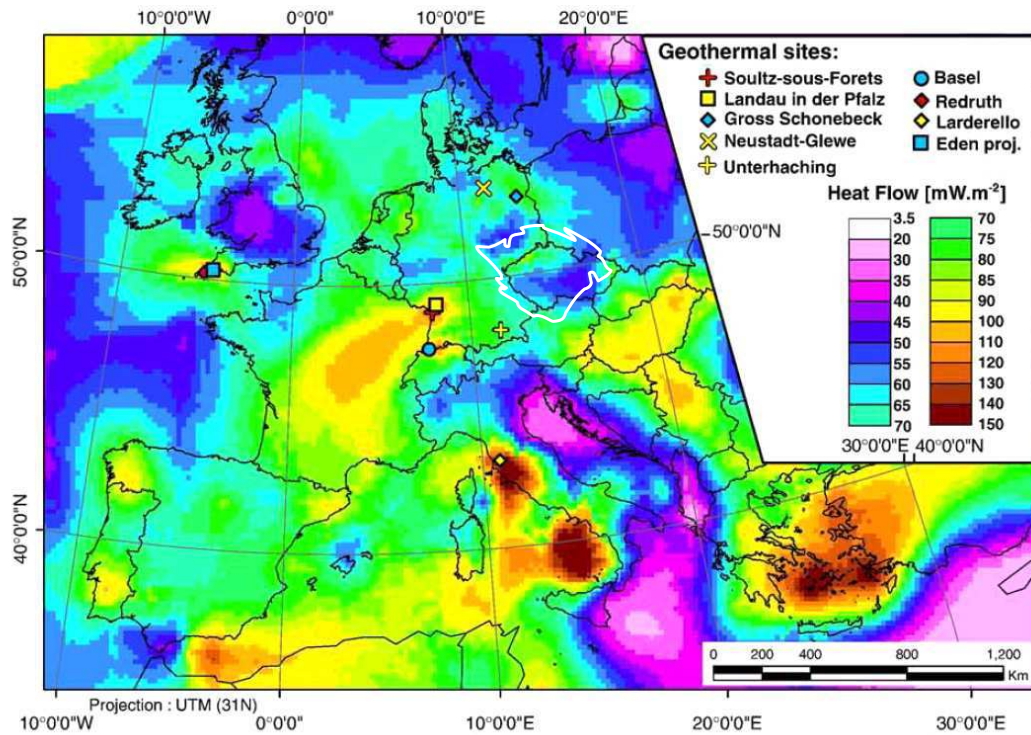 10°0'0"W 0°0'0" 10°0'0"E 20°0'0"E
Geothermal sites:
Soultz-sous-Forets
Landau in der Pfalz
Gross Schonebeck
Neustadt-Glewe
Unterhaching
Basel
Redruth
Larderello
Eden proj.
Heat Flow [mW.m-2]
3.5 70
20 75
30 80
35 85
40 90
45 100
50 110
55 120
60 130
65 140
70 150
50°0'0"N
50°0'0"N
40°0'0"N
30°0'0"E 40°0'0"N
0 200 400 800 1,200
Km
Projection : UTM (31N)
10°0'0"W 0°0'0" 10°0'0"E 20°0'0"E 30°0'0"E